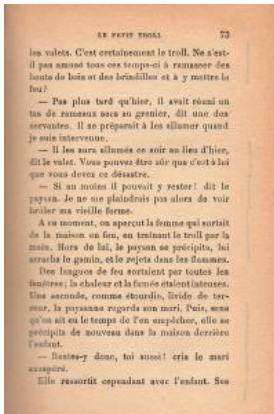 LE PETIT TROLL 73
les valets. C'est certainement le troll. Ne s'est-
il pas amusé tous ces temps-ci à ramasser des
bouts de bois et des brindilles et à y mettre le
feu?
— Pas plus tard qu'hier, il avait réuni un
tas de rameaux secs au grenier, dit une des
servantes. Il se préparait à les allumer quand
je suis intervenue.
— Il les aura allumés ce soir au lieu d'hier,
dit le valet. Vous pouvez être sûr que c'est à lui
que vous devez ce désastre.
— Si au moins il pouvait y rester! dit le
paysan. Je ne me plaindrais pas alors de voir
brûler ma vieille ferme.
A ce moment, on aperçut la femme qui sortait
de la maison en feu, en traînant le troll par la
main. Hors de lui, le paysan se précipita, lui
arracha le gamin, et le rejeta dans les flammes.
Des langues de feu sortaient par toutes les
fenêtres; la chaleur et la fumée étaient intenses.
Une seconde, comme étourdie, livide de ter-
reur, la paysanne regarda son mari. Puis, sans
qu'on ait eu le temps de l'en empêcher, elle se
précipita de nouveau dans la maison derrière
l'enfant.
— Restes-y donc, toi aussi! cria le mari
exaspéré.
Elle ressortit cependant avec l'enfant. Ses